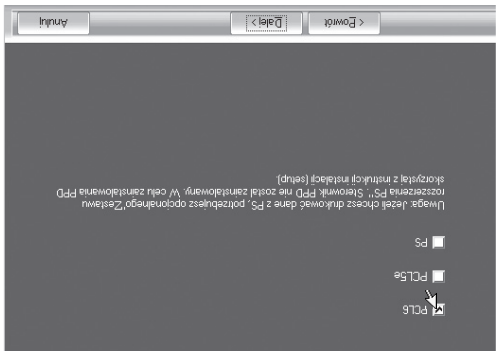 PCL6
PCL5e
PS
Uwaga: Jeżeli chcesz drukować dane z PS, potrzebujesz opcjonalnego"Zestawu
rozszerzenia PS". Sterownik PPD nie został zainstalowany. W celu zainstalowania PPD
skorzystaj z instrukcji instalacji (setup).
< Powrót
Dalej >
Anuluj